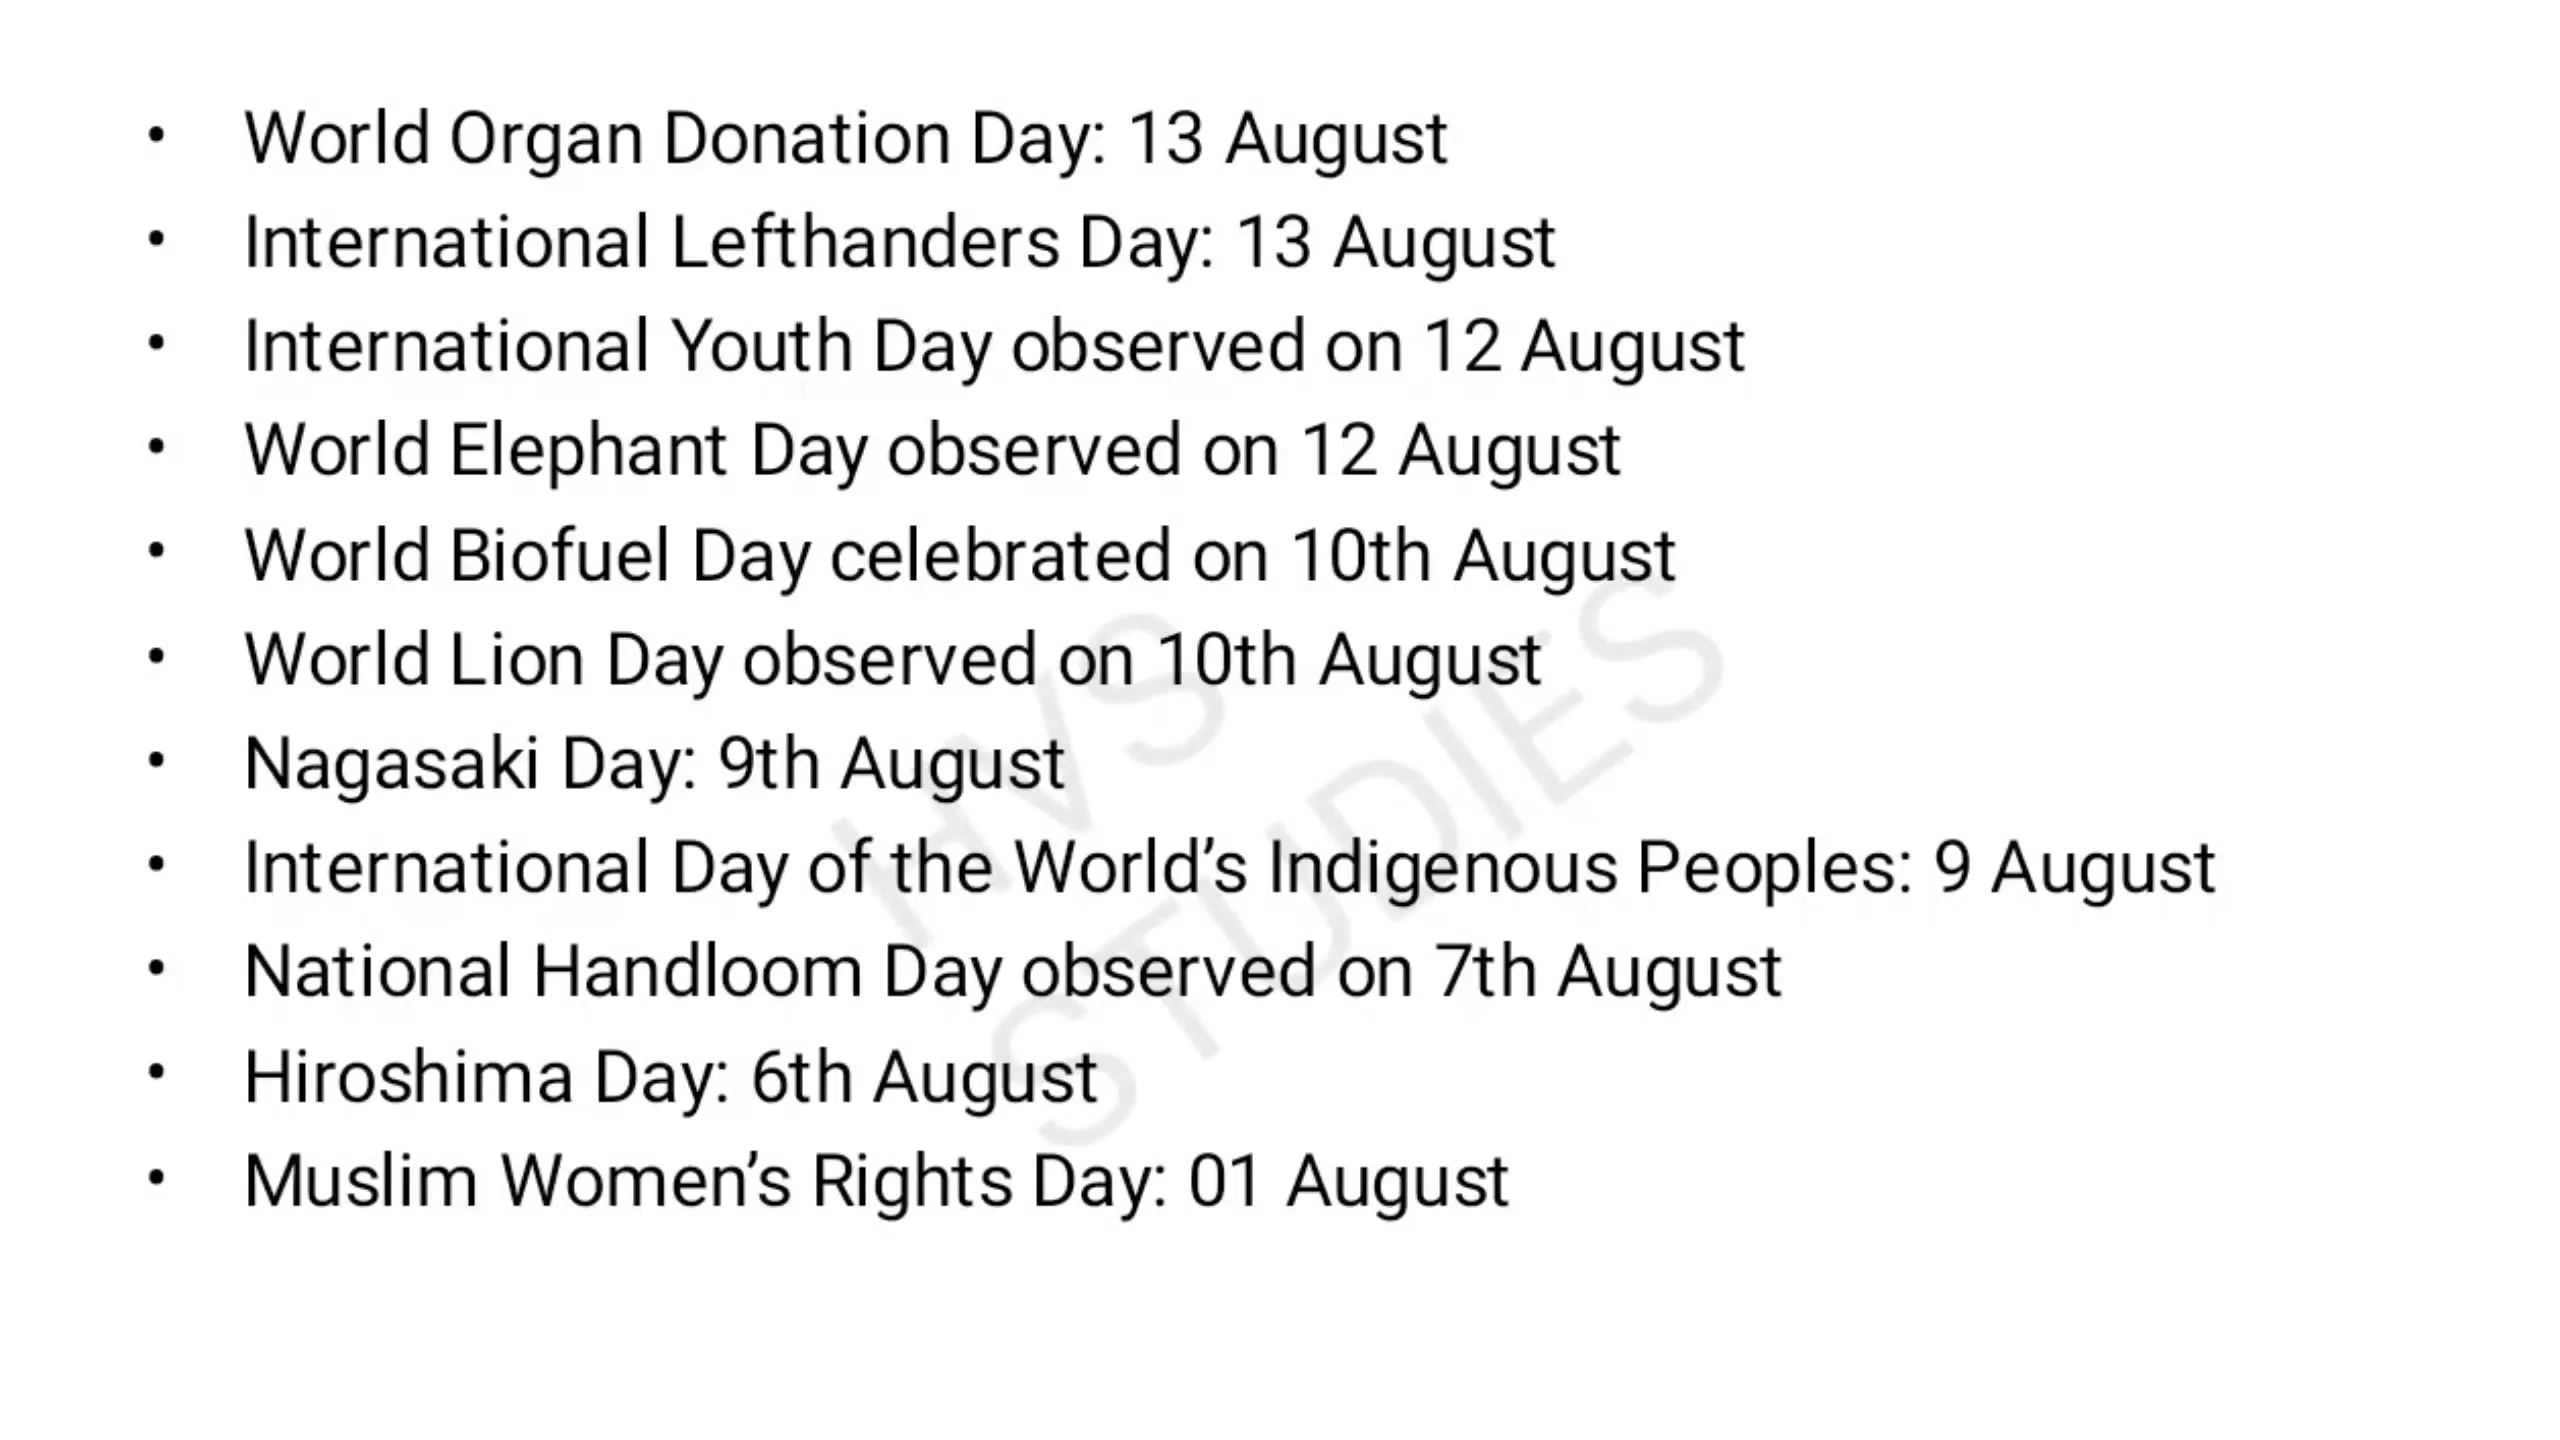 • World Organ Donation Day: 13 August
• International Lefthanders Day: 13 August
• International Youth Day observed on 12 August
• World Elephant Day observed on 12 August
• World Biofuel Day celebrated on 10th August
• World Lion Day observed on 10th August
• Nagasaki Day: 9th August
• International Day of the World’s Indigenous Peoples: 9 August
• National Handloom Day observed on 7th August
• Hiroshima Day: 6th August
• Muslim Women’s Rights Day: 01 August
HVS
STUDIES